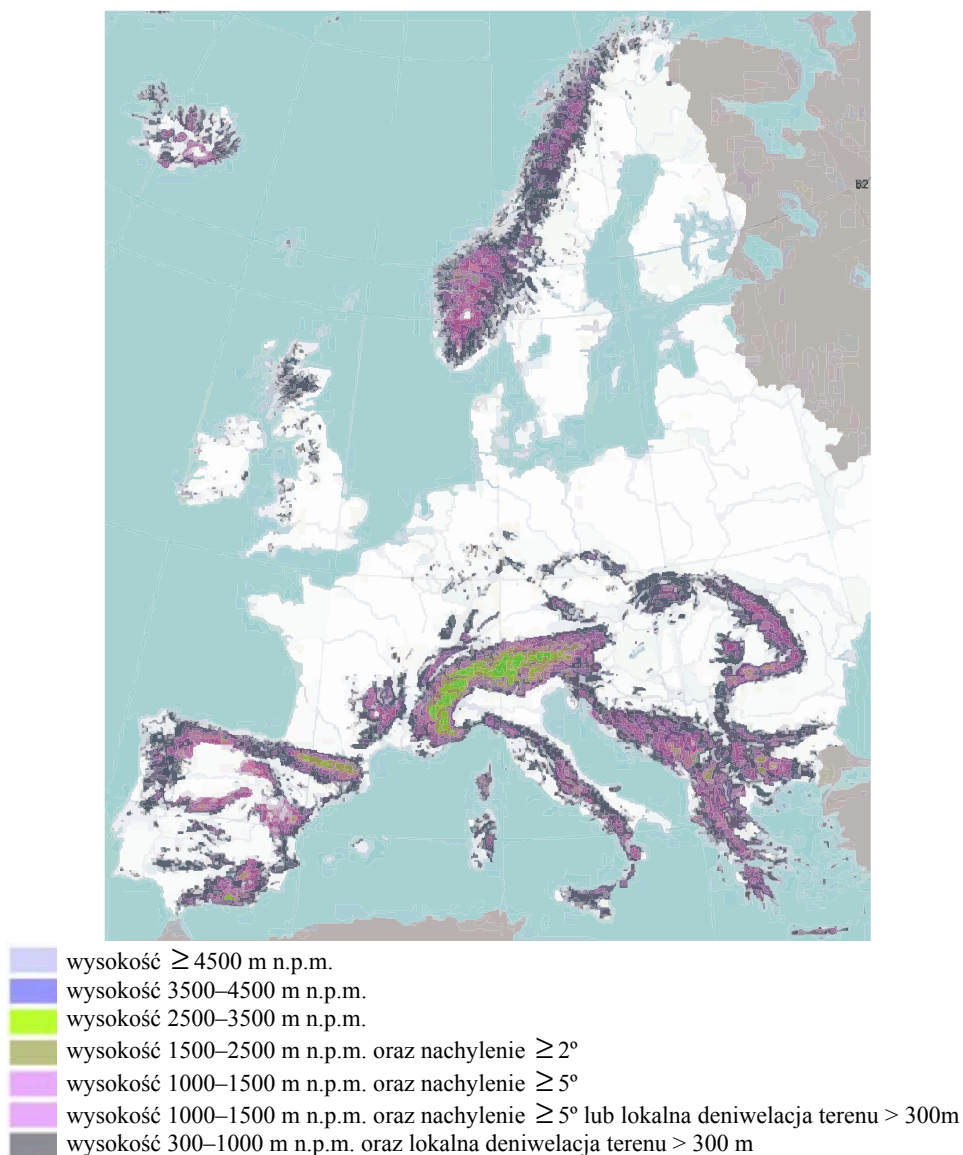 wysokość ≥ 4500 m n.p.m.
wysokość 3500–4500 m n.p.m.
wysokość 2500–3500 m n.p.m.
wysokość 1500–2500 m n.p.m. oraz nachylenie ≥ 2º
wysokość 1000–1500 m n.p.m. oraz nachylenie ≥ 5º
wysokość 1000–1500 m n.p.m. oraz nachylenie ≥ 5º lub lokalna deniwelacja terenu > 300m
wysokość 300–1000 m n.p.m. oraz lokalna deniwelacja terenu > 300 m